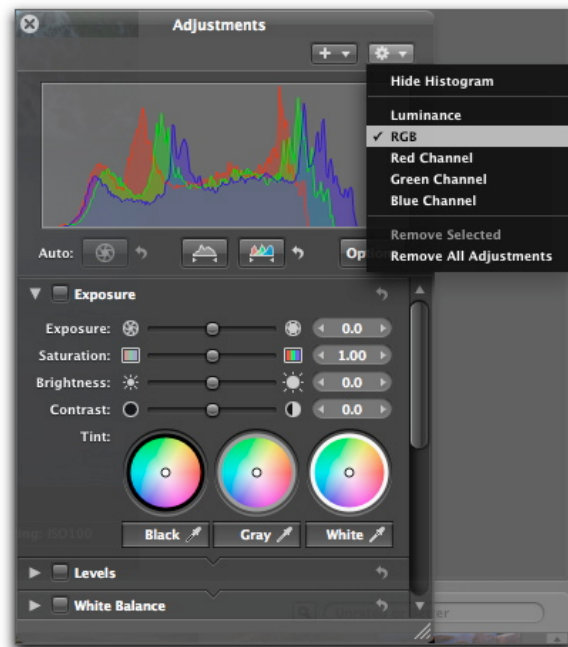 Adjustments
Hide Histogram
Luminance
✓ RGB
Red Channel
Green Channel
Blue Channel
Remove Selected
Remove All Adjustments
Auto:
Exposure
Exposure: 0.0
Saturation: 1.00
Brightness: 0.0
Contrast: 0.0
Tint:
Black Gray White
ISO100
Levels
White Balance